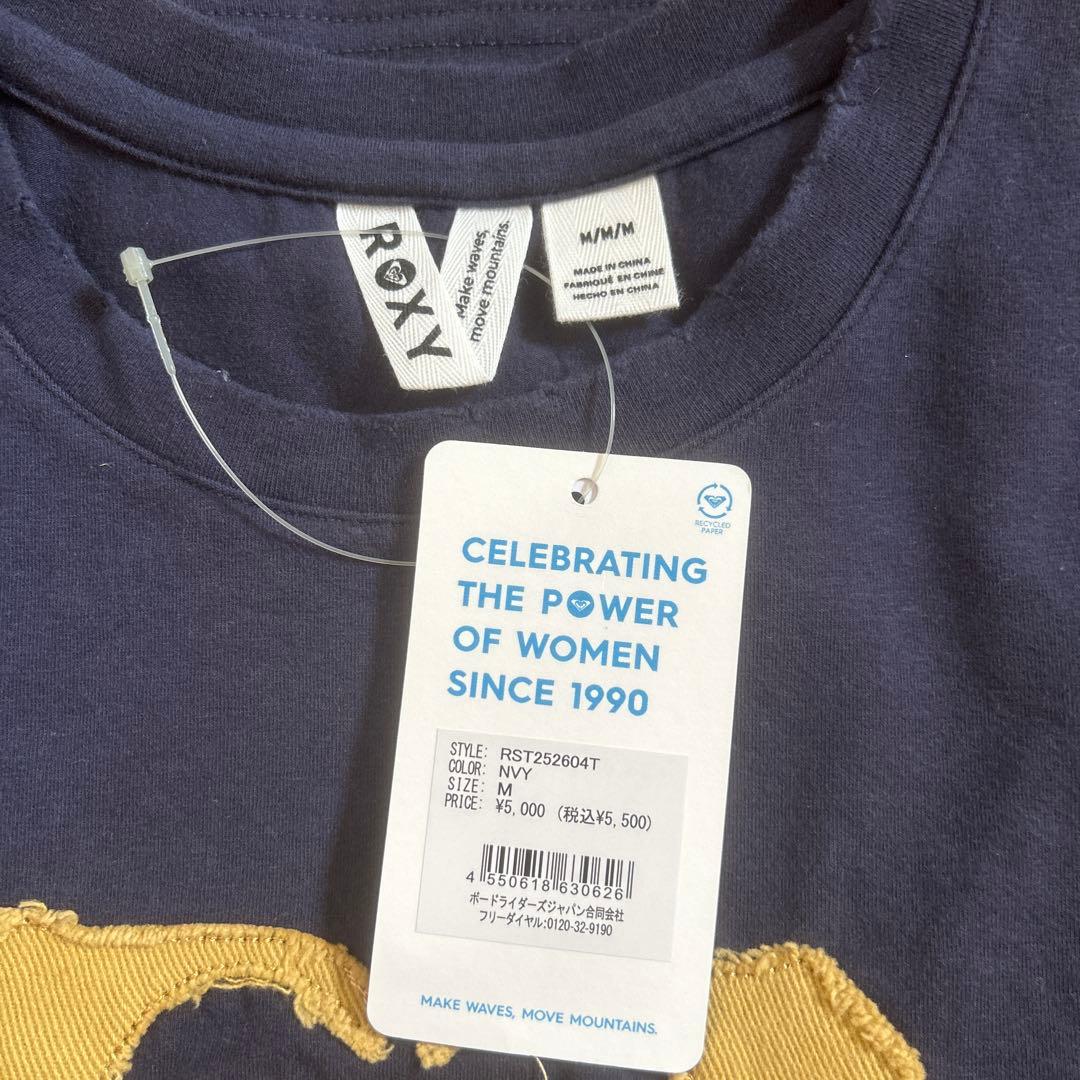 ROXY
Make waves,
move mountains.
M/M/M
MADE IN CHINA
FABRIQUÉ EN CHINE
HECHO EN CHINA
RECYCLED
PAPER
CELEBRATING
THE POWER
OF WOMEN
SINCE 1990
STYLE: RST252604T
COLOR: NVY
SIZE: M
PRICE: ¥5,000 (税込¥5,500)
4 550618 630626
ボードライダーズジャパン合同会社
フリーダイヤル:0120-32-9190
MAKE WAVES, MOVE MOUNTAINS.